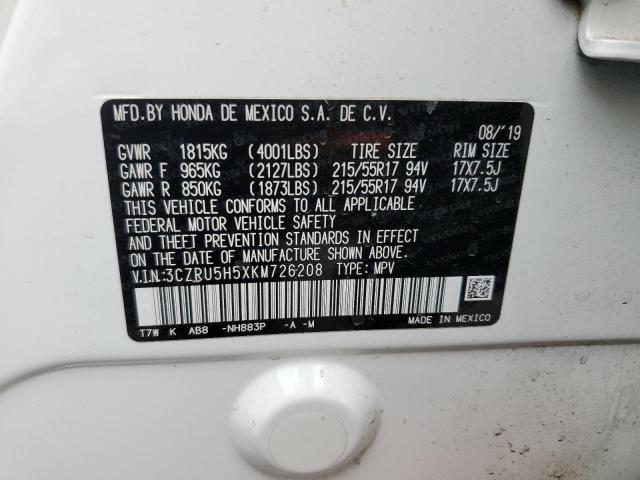 MFD.BY HONDA DE MEXICO S.A. DE C.V.
08/'19
GVWR 1815KG (4001LBS) TIRE SIZE RIM SIZE
GAWR F 965KG (2127LBS) 215/55R17 94V 17X7.5J
GAWR R 850KG (1873LBS) 215/55R17 94V 17X7.5J
THIS VEHICLE CONFORMS TO ALL APPLICABLE
FEDERAL MOTOR VEHICLE SAFETY
AND THEFT PREVENTION STANDARDS IN EFFECT
ON THE DATE OF MANUFACTURE SHOWN ABOVE.
V.I.N.:3CZRU5H5XKM726208 TYPE: MPV
T7W K AB8 -NH883P -A -M
MADE IN MEXICO